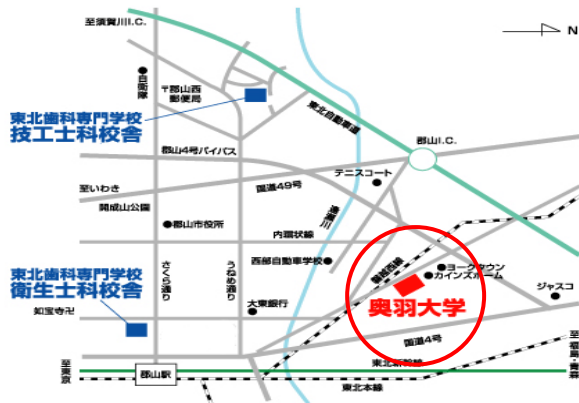 至須賀川I.C.
N
自衛隊
〒郡山西
郵便局
東北歯科専門学校
技工士科校舎
東北自動車道
郡山I.C.
郡山4号バイパス
テニスコート
至いわき
国道49号
開成山公園
逢瀬川
郡山市役所
内環状線
西部自動車学校
磐越西線
ヨークタウン
カインズホーム
東北歯科専門学校
衛生士科校舎
さくら通り
うねめ通り
大東銀行
奥羽大学
ジャスコ
如宝寺卍
国道4号
至東京
郡山駅
東北新幹線
東北本線
至福島・青森